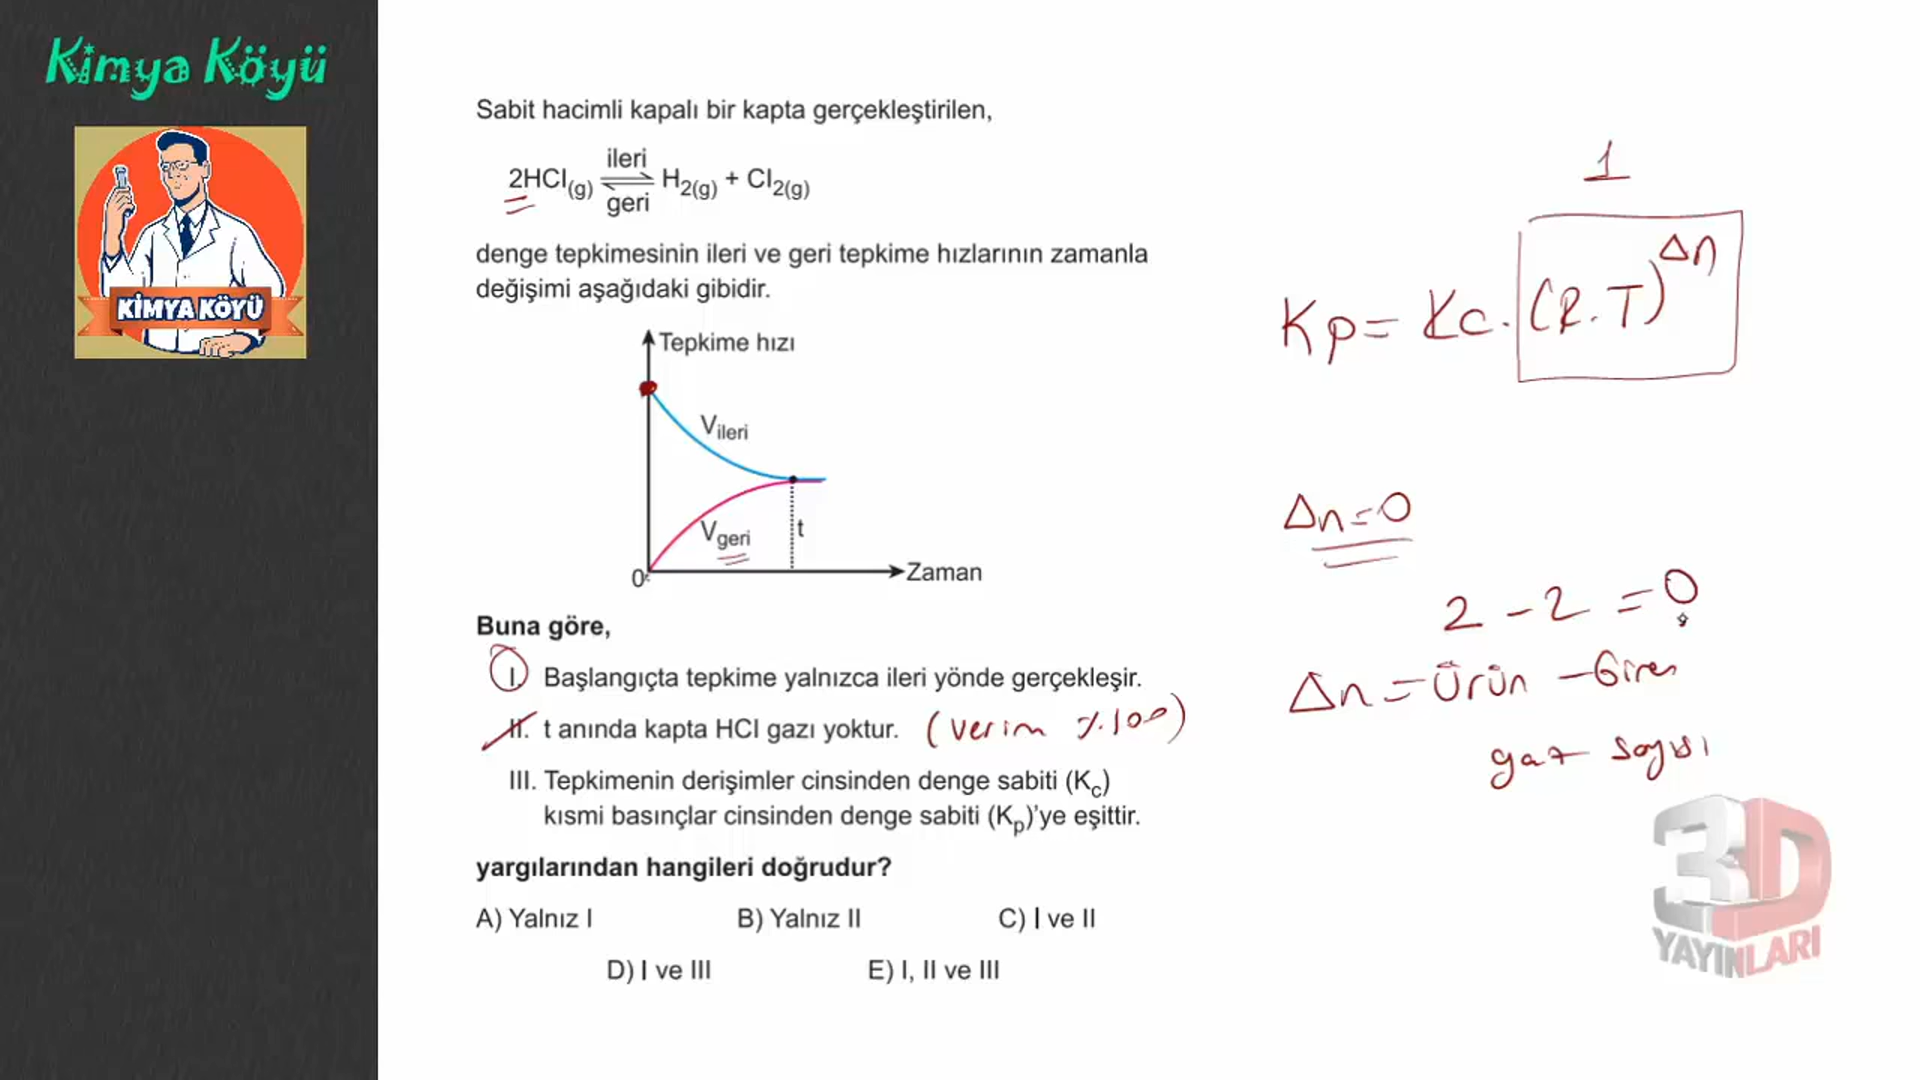 Kimya Köyü
KİMYA KÖYÜ
Sabit hacimli kapalı bir kapta gerçekleştirilen,
ileri
2HCl(g) ⇌ H2(g) + Cl2(g)
geri
denge tepkimesinin ileri ve geri tepkime hızlarının zamanla
değişimi aşağıdaki gibidir.
Tepkime hızı
Vileri
Vgeri
t
0
Zaman
Buna göre,
I. Başlangıçta tepkime yalnızca ileri yönde gerçekleşir.
II. t anında kapta HCl gazı yoktur. (verim %100)
III. Tepkimenin derişimler cinsinden denge sabiti (Kc)
kısmi basınçlar cinsinden denge sabiti (Kp)'ye eşittir.
yargılarından hangileri doğrudur?
A) Yalnız I B) Yalnız II C) I ve II
D) I ve III E) I, II ve III
1
Kp = Kc.(R.T)^Δn
Δn=0
2 - 2 = 0
Δn = Ürün - Giren
gaz sayısı
3D
YAYINLARI